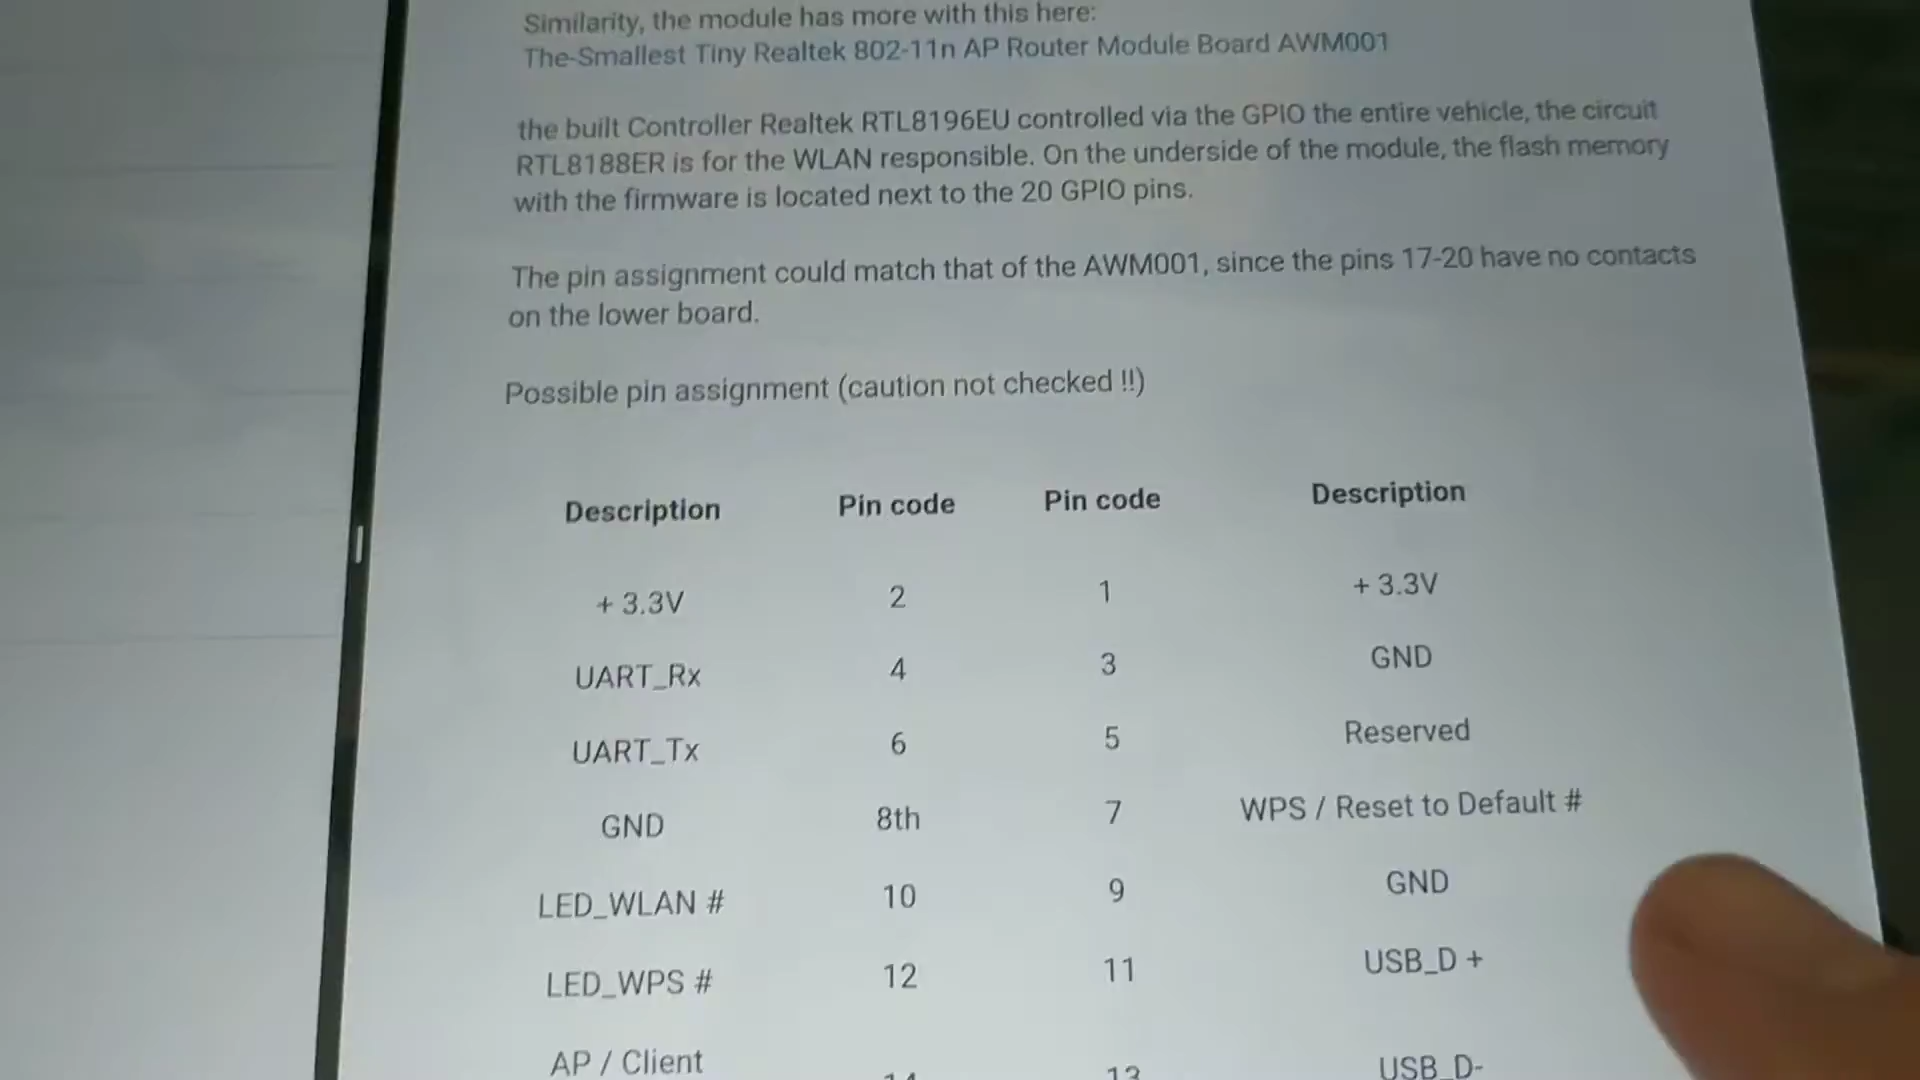 Similarity, the module has more with this here:
The-Smallest Tiny Realtek 802-11n AP Router Module Board AWM001
the built Controller Realtek RTL8196EU controlled via the GPIO the entire vehicle, the circuit
RTL8188ER is for the WLAN responsible. On the underside of the module, the flash memory
with the firmware is located next to the 20 GPIO pins.
The pin assignment could match that of the AWM001, since the pins 17-20 have no contacts
on the lower board.
Possible pin assignment (caution not checked !!)
Description Pin code Pin code Description
+ 3.3V 2 1 + 3.3V
UART_Rx 4 3 GND
UART_Tx 6 5 Reserved
GND 8th 7 WPS / Reset to Default #
LED_WLAN # 10 9 GND
LED_WPS # 12 11 USB_D +
AP / Client 14 13 USB_D-